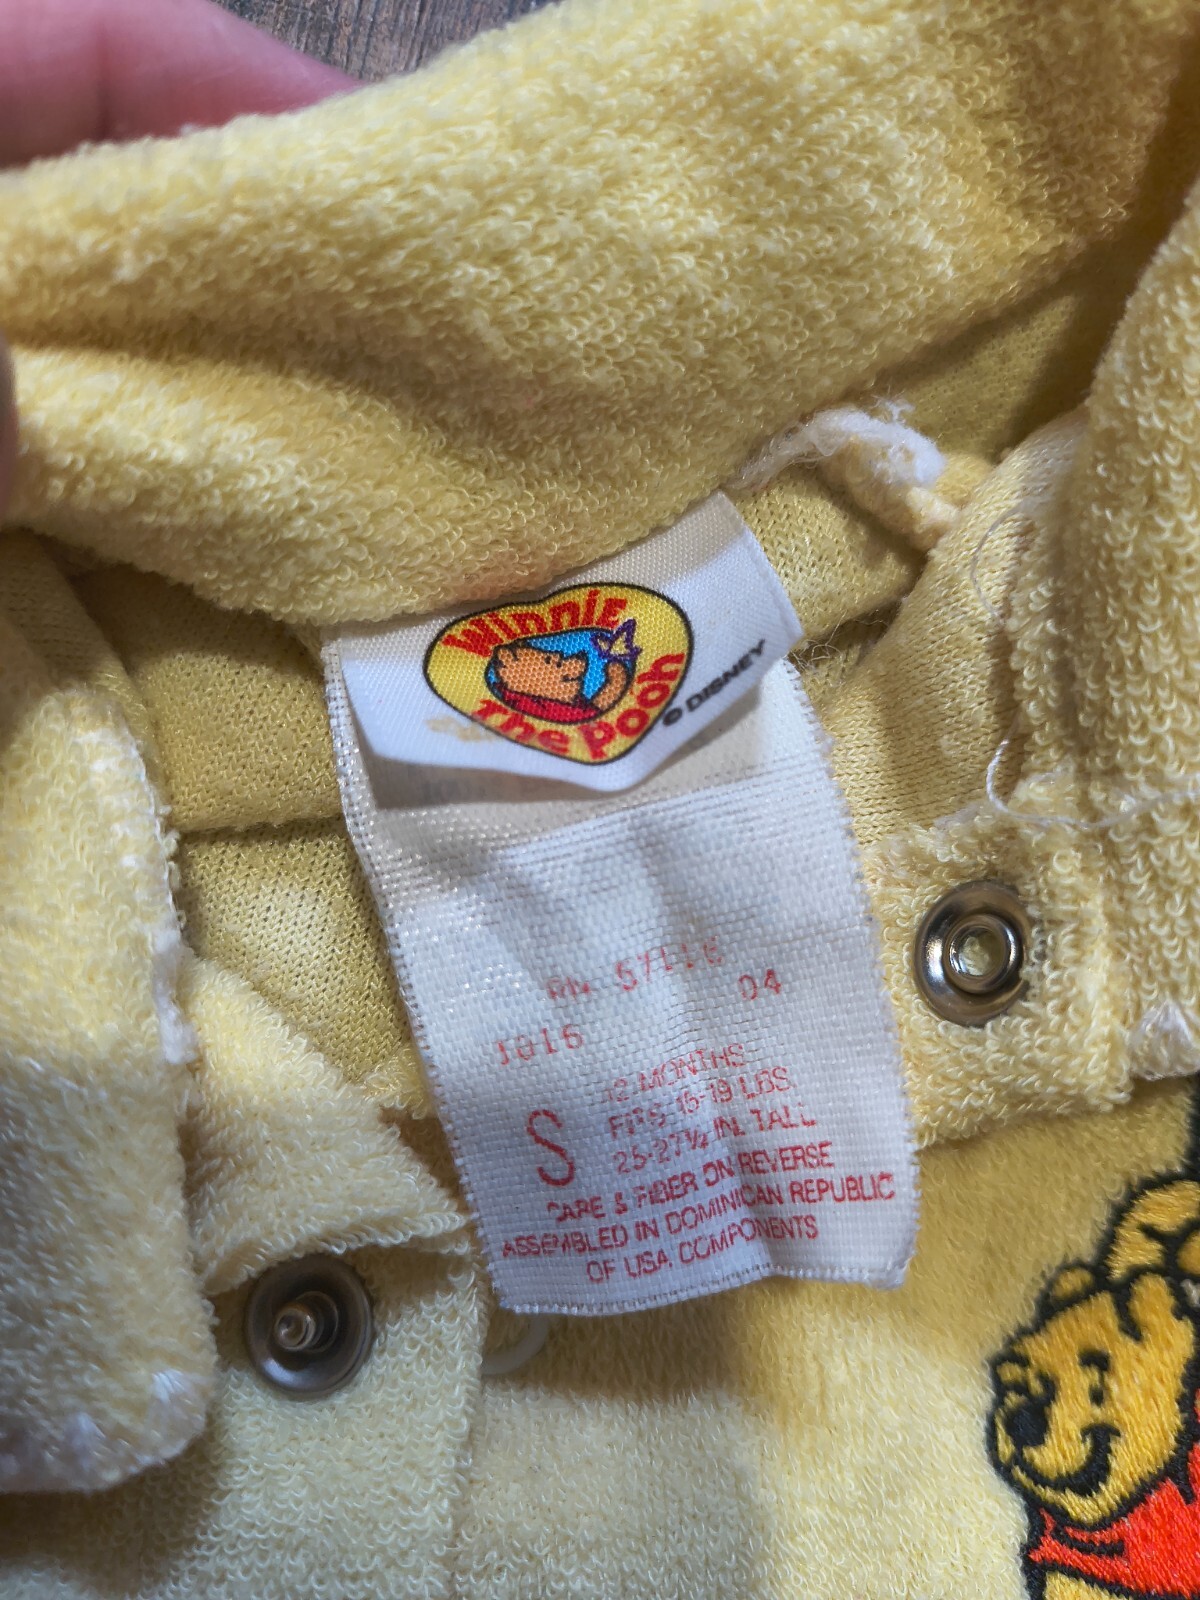 Winnie
The Pooh
© DISNEY
RN
04
1016
12 MONTHS
S
FITS 15-19 LBS.
25-27½ IN. TALL
CARE & FIBER ON REVERSE
ASSEMBLED IN DOMINICAN REPUBLIC
OF USA COMPONENTS